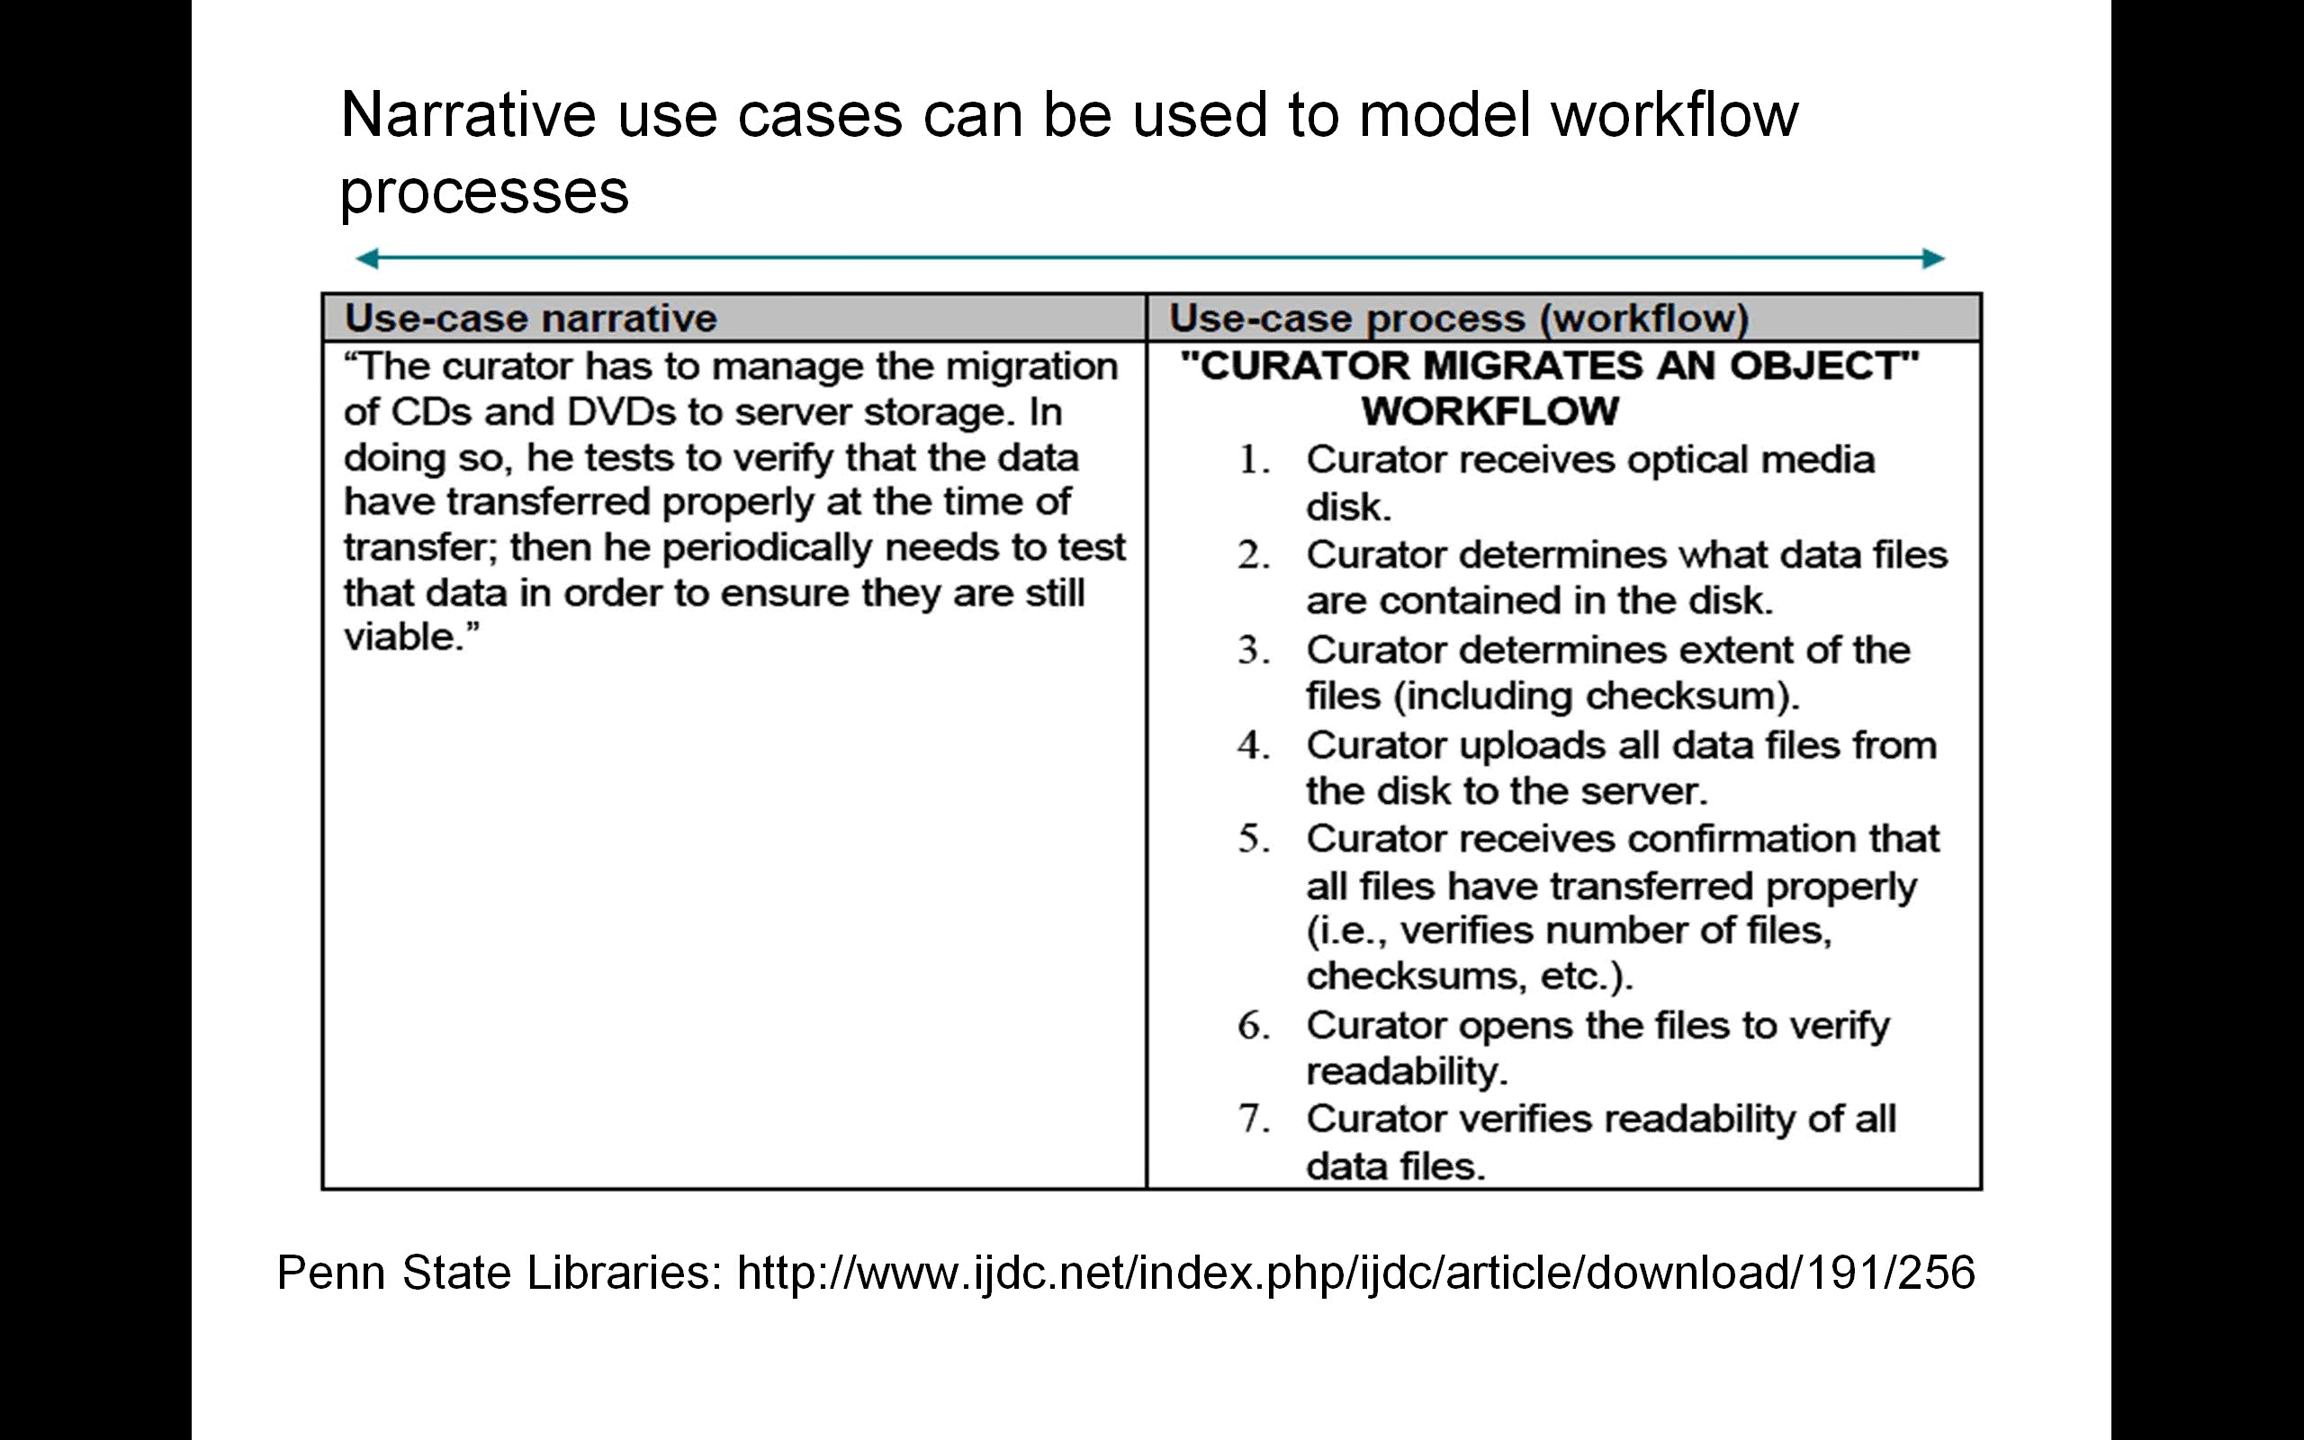 Narrative use cases can be used to model workflow
processes
Use-case narrative
“The curator has to manage the migration
of CDs and DVDs to server storage. In
doing so, he tests to verify that the data
have transferred properly at the time of
transfer; then he periodically needs to test
that data in order to ensure they are still
viable.”
Use-case process (workflow)
"CURATOR MIGRATES AN OBJECT"
WORKFLOW
1. Curator receives optical media
disk.
2. Curator determines what data files
are contained in the disk.
3. Curator determines extent of the
files (including checksum).
4. Curator uploads all data files from
the disk to the server.
5. Curator receives confirmation that
all files have transferred properly
(i.e., verifies number of files,
checksums, etc.).
6. Curator opens the files to verify
readability.
7. Curator verifies readability of all
data files.
Penn State Libraries: http://www.ijdc.net/index.php/ijdc/article/download/191/256